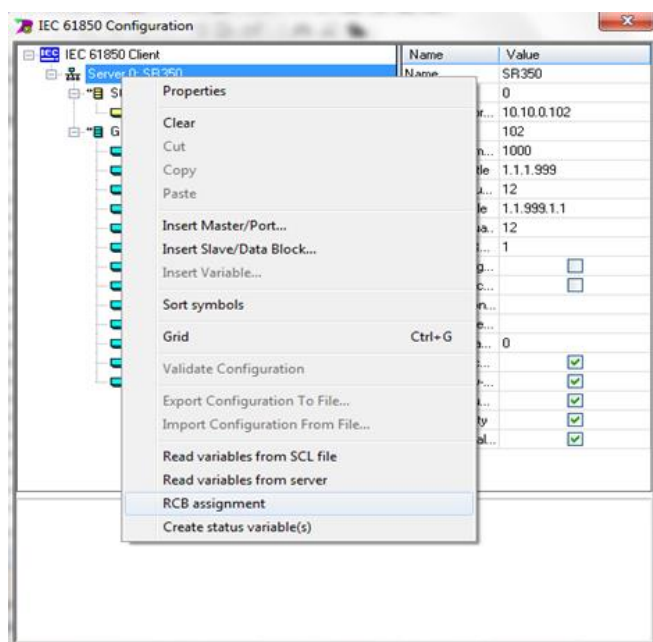 IEC 61850 Configuration
IEC IEC 61850 Client
Server 0: SR350
Name Value
Name SR350
0
10.10.0.102
102
1000
1.1.1.999
12
1.1.999.1.1
12
1
0
Properties
Clear
Cut
Copy
Paste
Insert Master/Port...
Insert Slave/Data Block...
Insert Variable...
Sort symbols
Grid Ctrl+G
Validate Configuration
Export Configuration To File...
Import Configuration From File...
Read variables from SCL file
Read variables from server
RCB assignment
Create status variable(s)